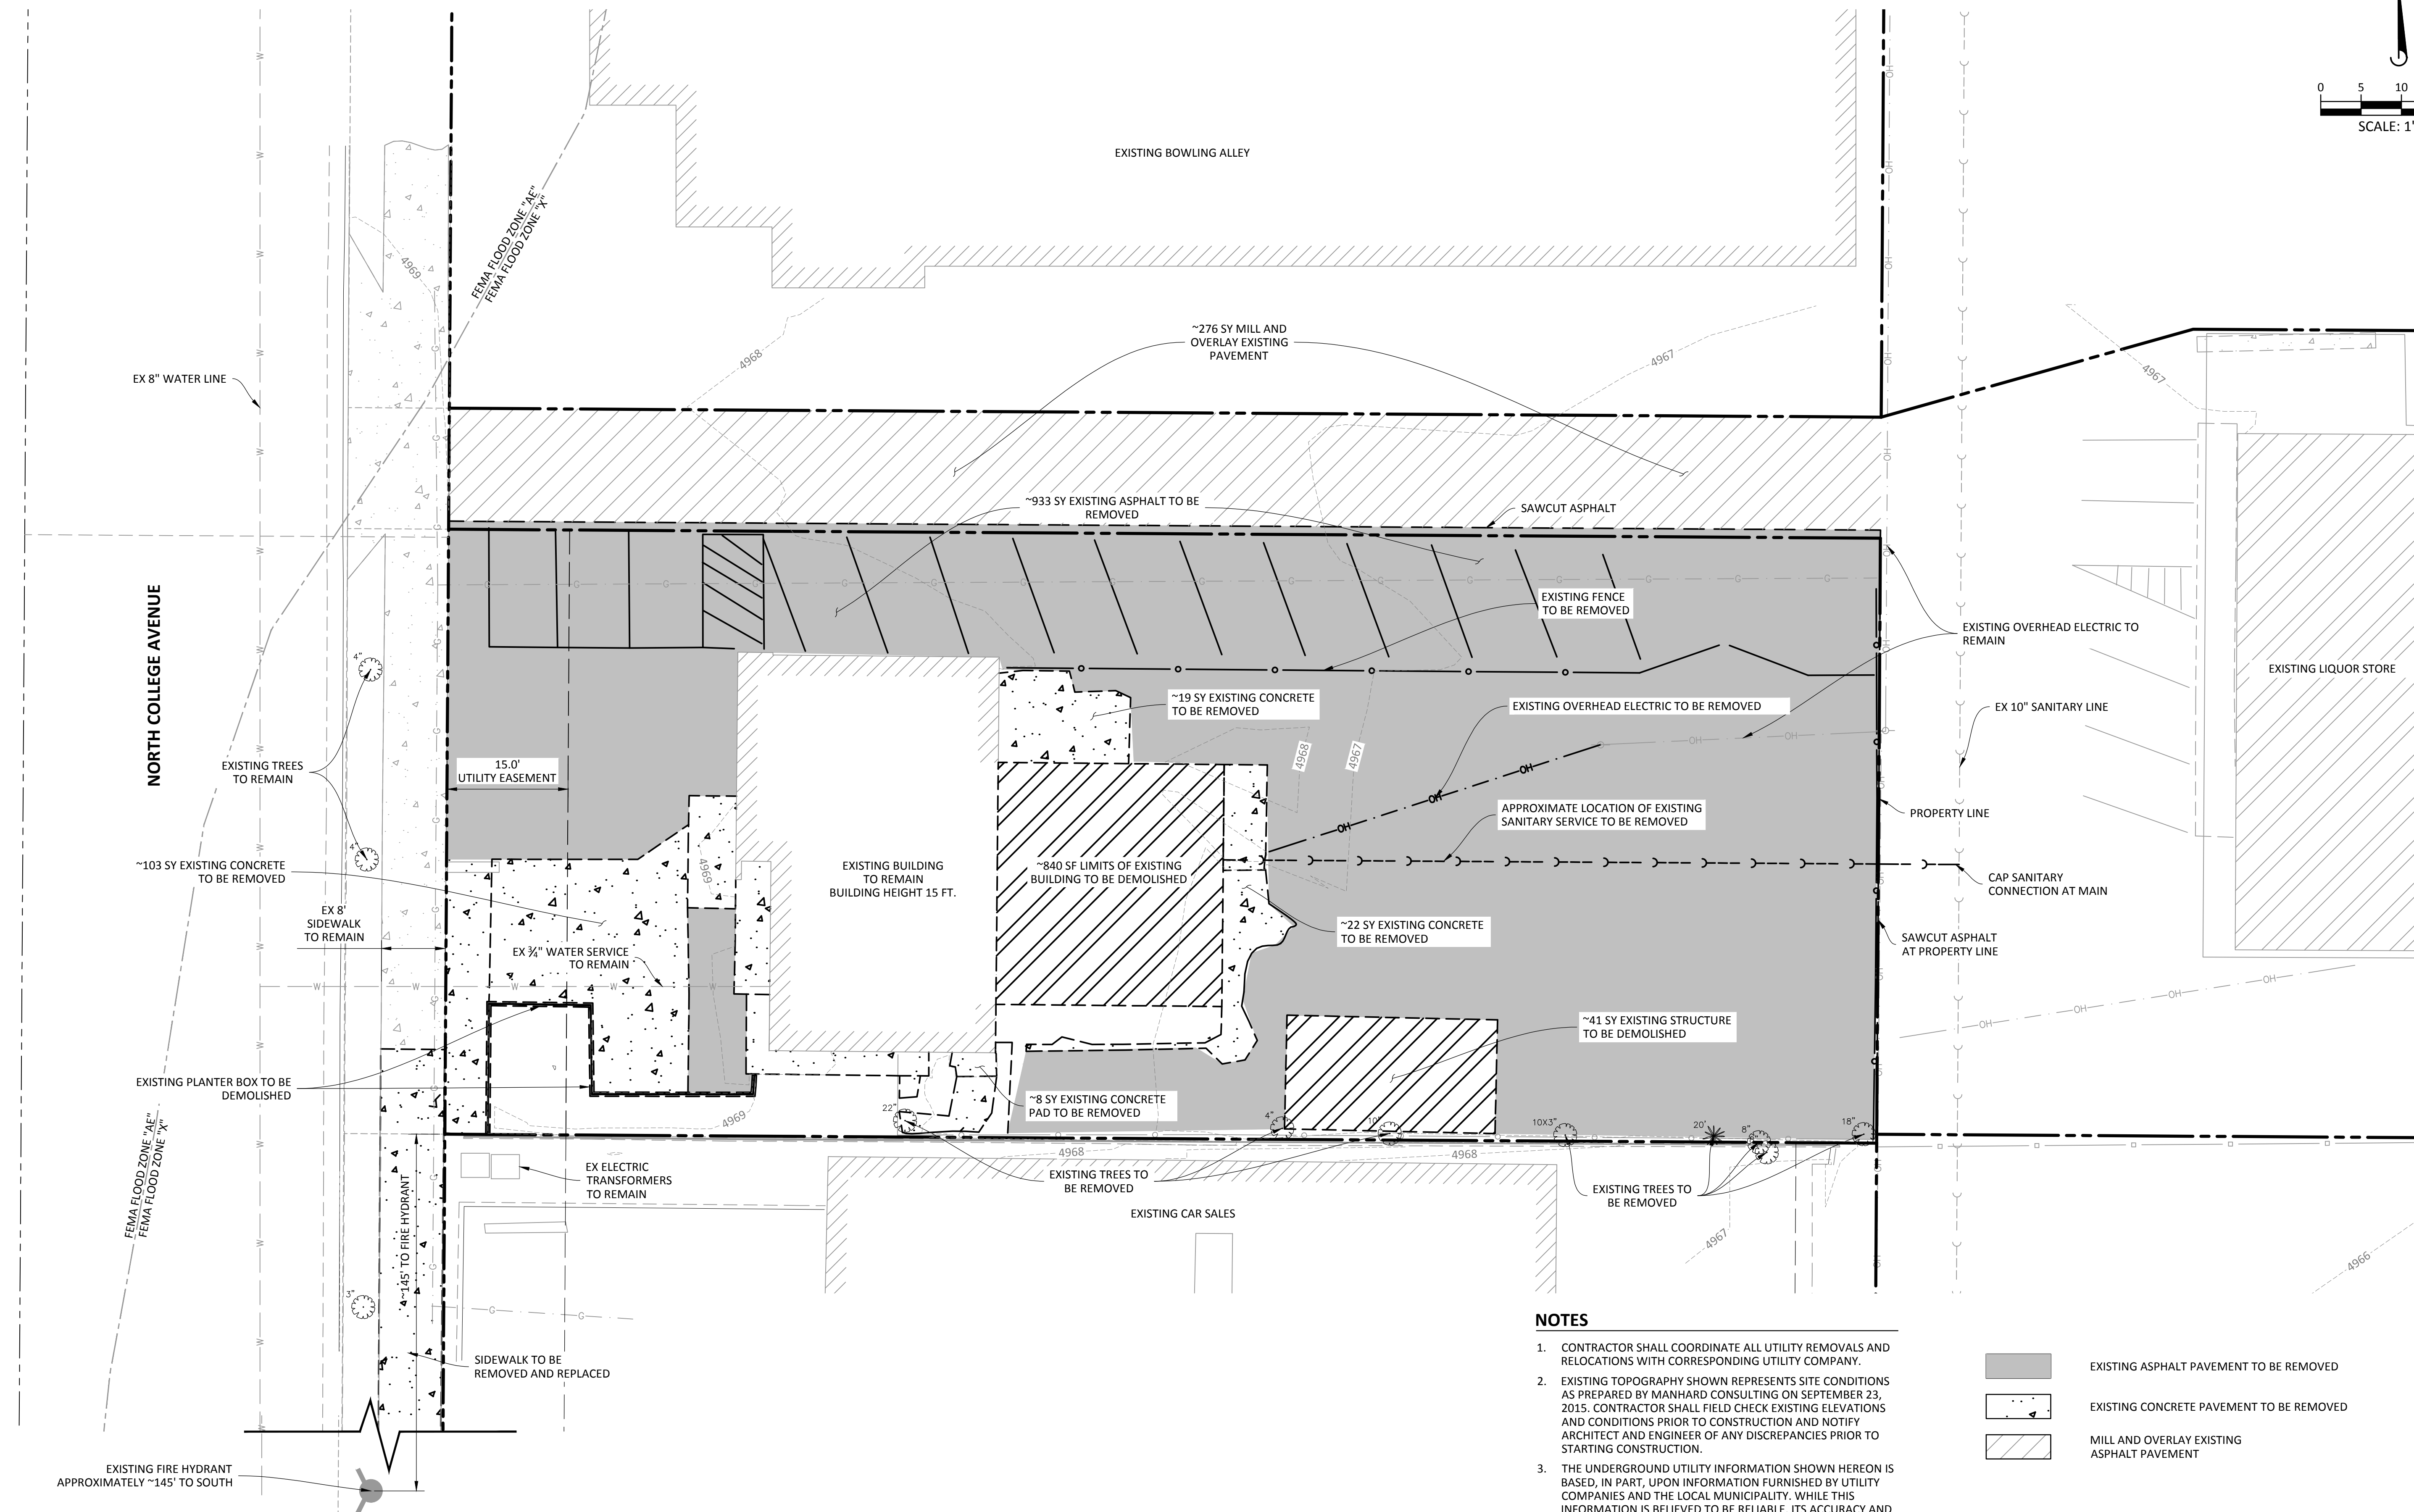 0 5 10
SCALE: 1"
EXISTING BOWLING ALLEY
FEMA FLOOD ZONE "AE"
FEMA FLOOD ZONE "X"
4969
~276 SY MILL AND
OVERLAY EXISTING
PAVEMENT
4968
4967
4967
EX 8" WATER LINE
~933 SY EXISTING ASPHALT TO BE
REMOVED
SAWCUT ASPHALT
NORTH COLLEGE AVENUE
EXISTING FENCE
TO BE REMOVED
EXISTING OVERHEAD ELECTRIC TO
REMAIN
EXISTING LIQUOR STORE
4"
~19 SY EXISTING CONCRETE
TO BE REMOVED
EXISTING OVERHEAD ELECTRIC TO BE REMOVED
EX 10" SANITARY LINE
4968
4967
EXISTING TREES
TO REMAIN
15.0'
UTILITY EASEMENT
APPROXIMATE LOCATION OF EXISTING
SANITARY SERVICE TO BE REMOVED
PROPERTY LINE
4"
~103 SY EXISTING CONCRETE
TO BE REMOVED
4969
EXISTING BUILDING
TO REMAIN
BUILDING HEIGHT 15 FT.
~840 SF LIMITS OF EXISTING
BUILDING TO BE DEMOLISHED
CAP SANITARY
CONNECTION AT MAIN
EX 8'
SIDEWALK
TO REMAIN
~22 SY EXISTING CONCRETE
TO BE REMOVED
SAWCUT ASPHALT
AT PROPERTY LINE
EX ¾" WATER SERVICE
TO REMAIN
~41 SY EXISTING STRUCTURE
TO BE DEMOLISHED
EXISTING PLANTER BOX TO BE
DEMOLISHED
~8 SY EXISTING CONCRETE
PAD TO BE REMOVED
22"
4"
10"
10X3"
20'
8"
18"
4969
4968
4968
FEMA FLOOD ZONE "AE"
FEMA FLOOD ZONE "X"
EX ELECTRIC
TRANSFORMERS
TO REMAIN
EXISTING TREES TO
BE REMOVED
EXISTING TREES TO
BE REMOVED
EXISTING CAR SALES
4967
4966
~145' TO FIRE HYDRANT
3"
SIDEWALK TO BE
REMOVED AND REPLACED
EXISTING FIRE HYDRANT
APPROXIMATELY ~145' TO SOUTH
NOTES
1. CONTRACTOR SHALL COORDINATE ALL UTILITY REMOVALS AND
RELOCATIONS WITH CORRESPONDING UTILITY COMPANY.
2. EXISTING TOPOGRAPHY SHOWN REPRESENTS SITE CONDITIONS
AS PREPARED BY MANHARD CONSULTING ON SEPTEMBER 23,
2015. CONTRACTOR SHALL FIELD CHECK EXISTING ELEVATIONS
AND CONDITIONS PRIOR TO CONSTRUCTION AND NOTIFY
ARCHITECT AND ENGINEER OF ANY DISCREPANCIES PRIOR TO
STARTING CONSTRUCTION.
3. THE UNDERGROUND UTILITY INFORMATION SHOWN HEREON IS
BASED, IN PART, UPON INFORMATION FURNISHED BY UTILITY
COMPANIES AND THE LOCAL MUNICIPALITY. WHILE THIS
INFORMATION IS BELIEVED TO BE RELIABLE, ITS ACCURACY AND
EXISTING ASPHALT PAVEMENT TO BE REMOVED
EXISTING CONCRETE PAVEMENT TO BE REMOVED
MILL AND OVERLAY EXISTING
ASPHALT PAVEMENT